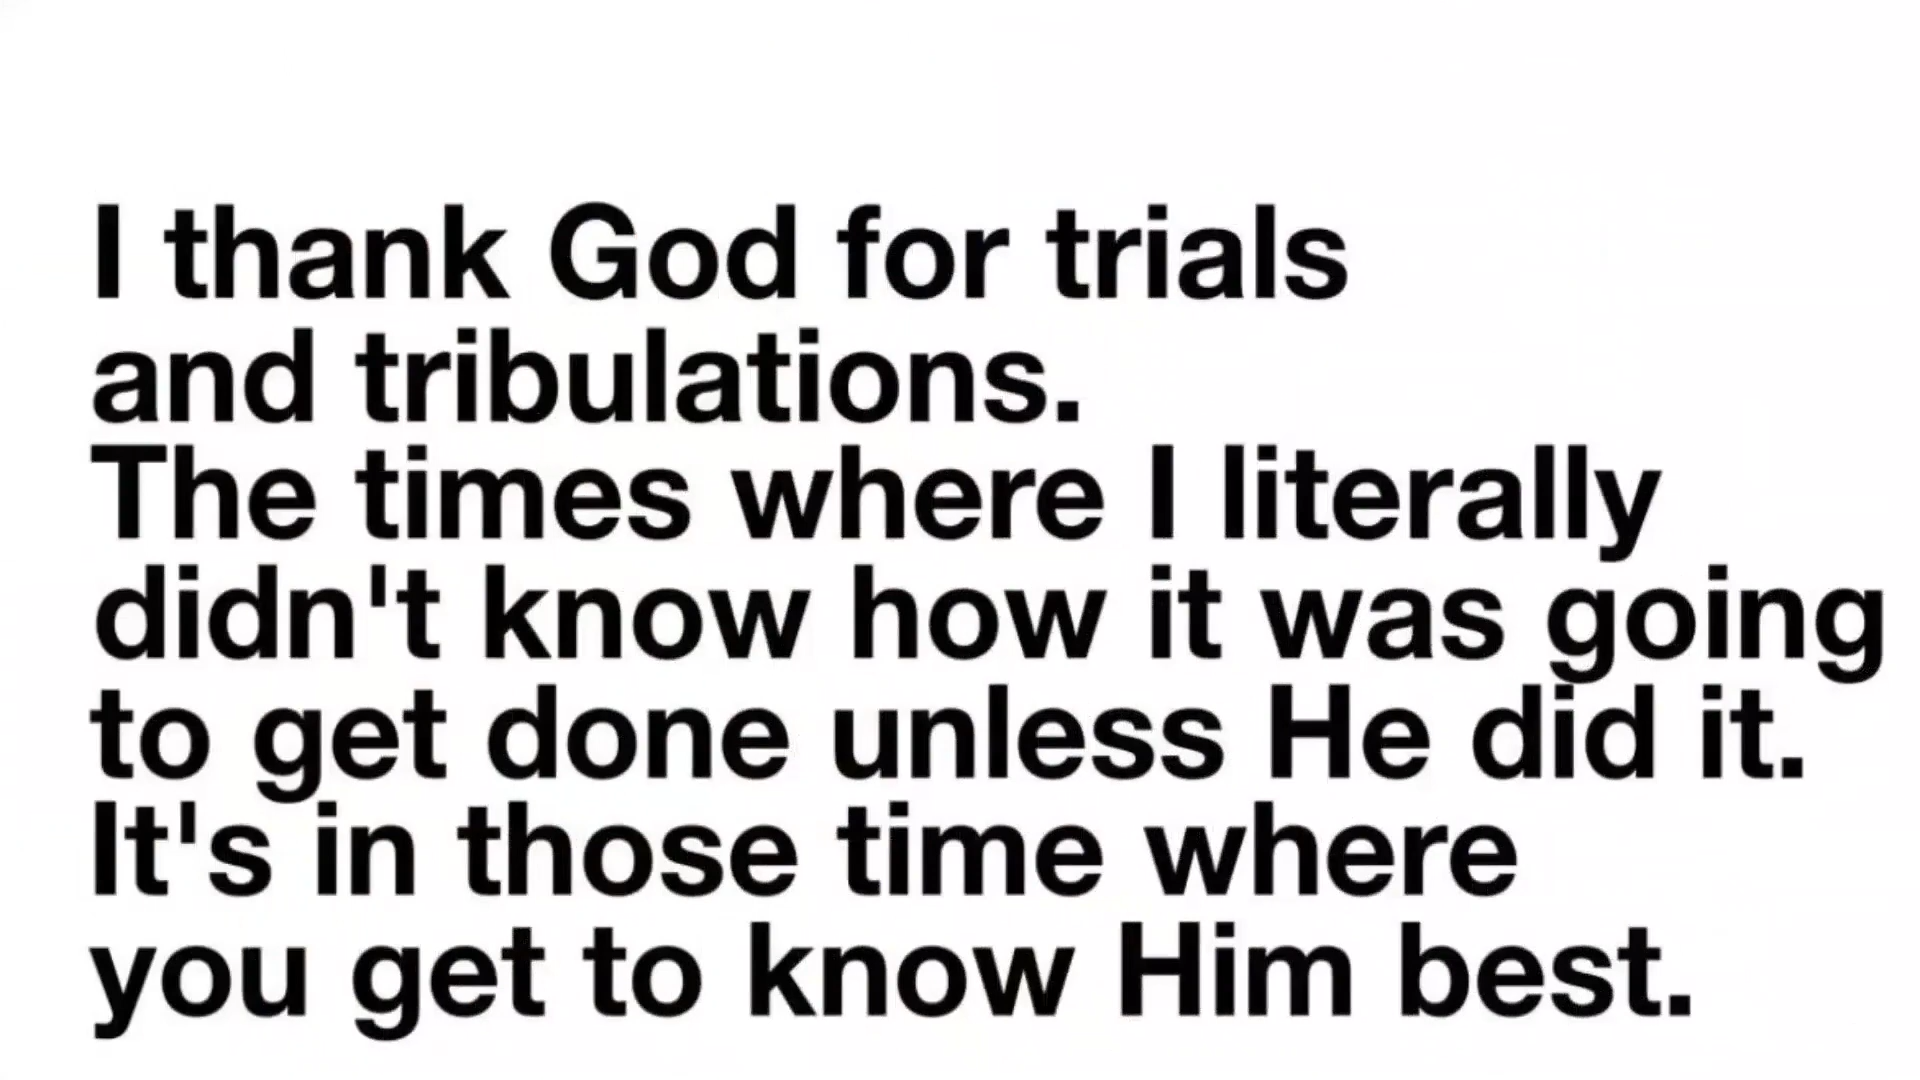 I thank God for trials
and tribulations.
The times where I literally
didn't know how it was going
to get done unless He did it.
It's in those time where
you get to know Him best.